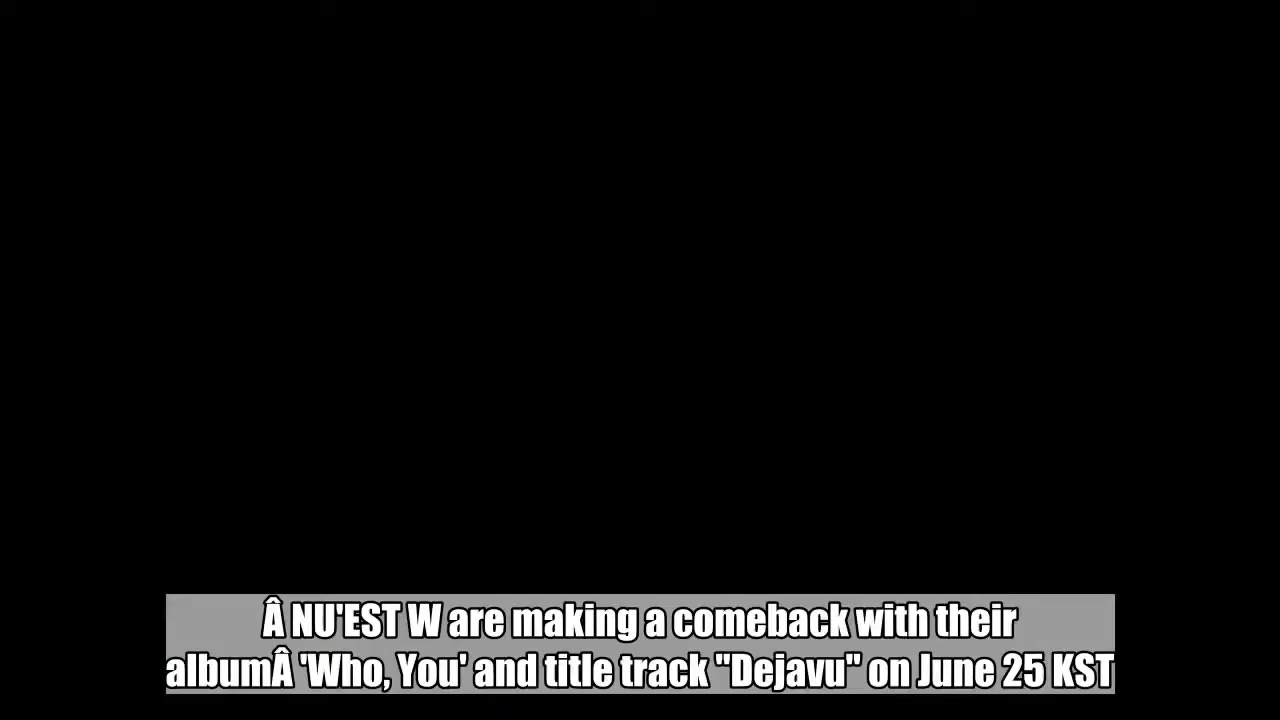 Â NU'EST W are making a comeback with their
albumÂ 'Who, You' and title track "Dejavu" on June 25 KST